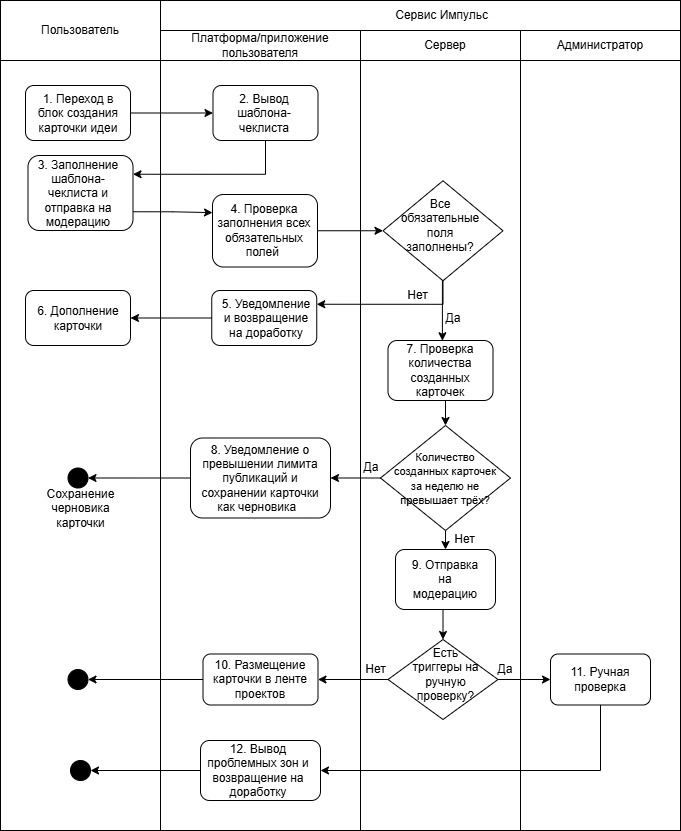 Пользователь
Сервис Импульс
Платформа/приложение
пользователя
Сервер
Администратор
1. Переход в
блок создания
карточки идеи
2. Вывод
шаблона-
чеклиста
3. Заполнение
шаблона-
чеклиста и
отправка на
модерацию
4. Проверка
заполнения всех
обязательных
полей
Все
обязательные
поля
заполнены?
Нет
Да
5. Уведомление
и возвращение
на доработку
6. Дополнение
карточки
7. Проверка
количества
созданных
карточек
Количество
созданных карточек
за неделю не
превышает трёх?
Да
Нет
8. Уведомление о
превышении лимита
публикаций и
сохранении карточки
как черновика
Сохранение
черновика
карточки
9. Отправка
на
модерацию
Есть
триггеры на
ручную
проверку?
Нет
Да
10. Размещение
карточки в ленте
проектов
11. Ручная
проверка
12. Вывод
проблемных зон и
возвращение на
доработку